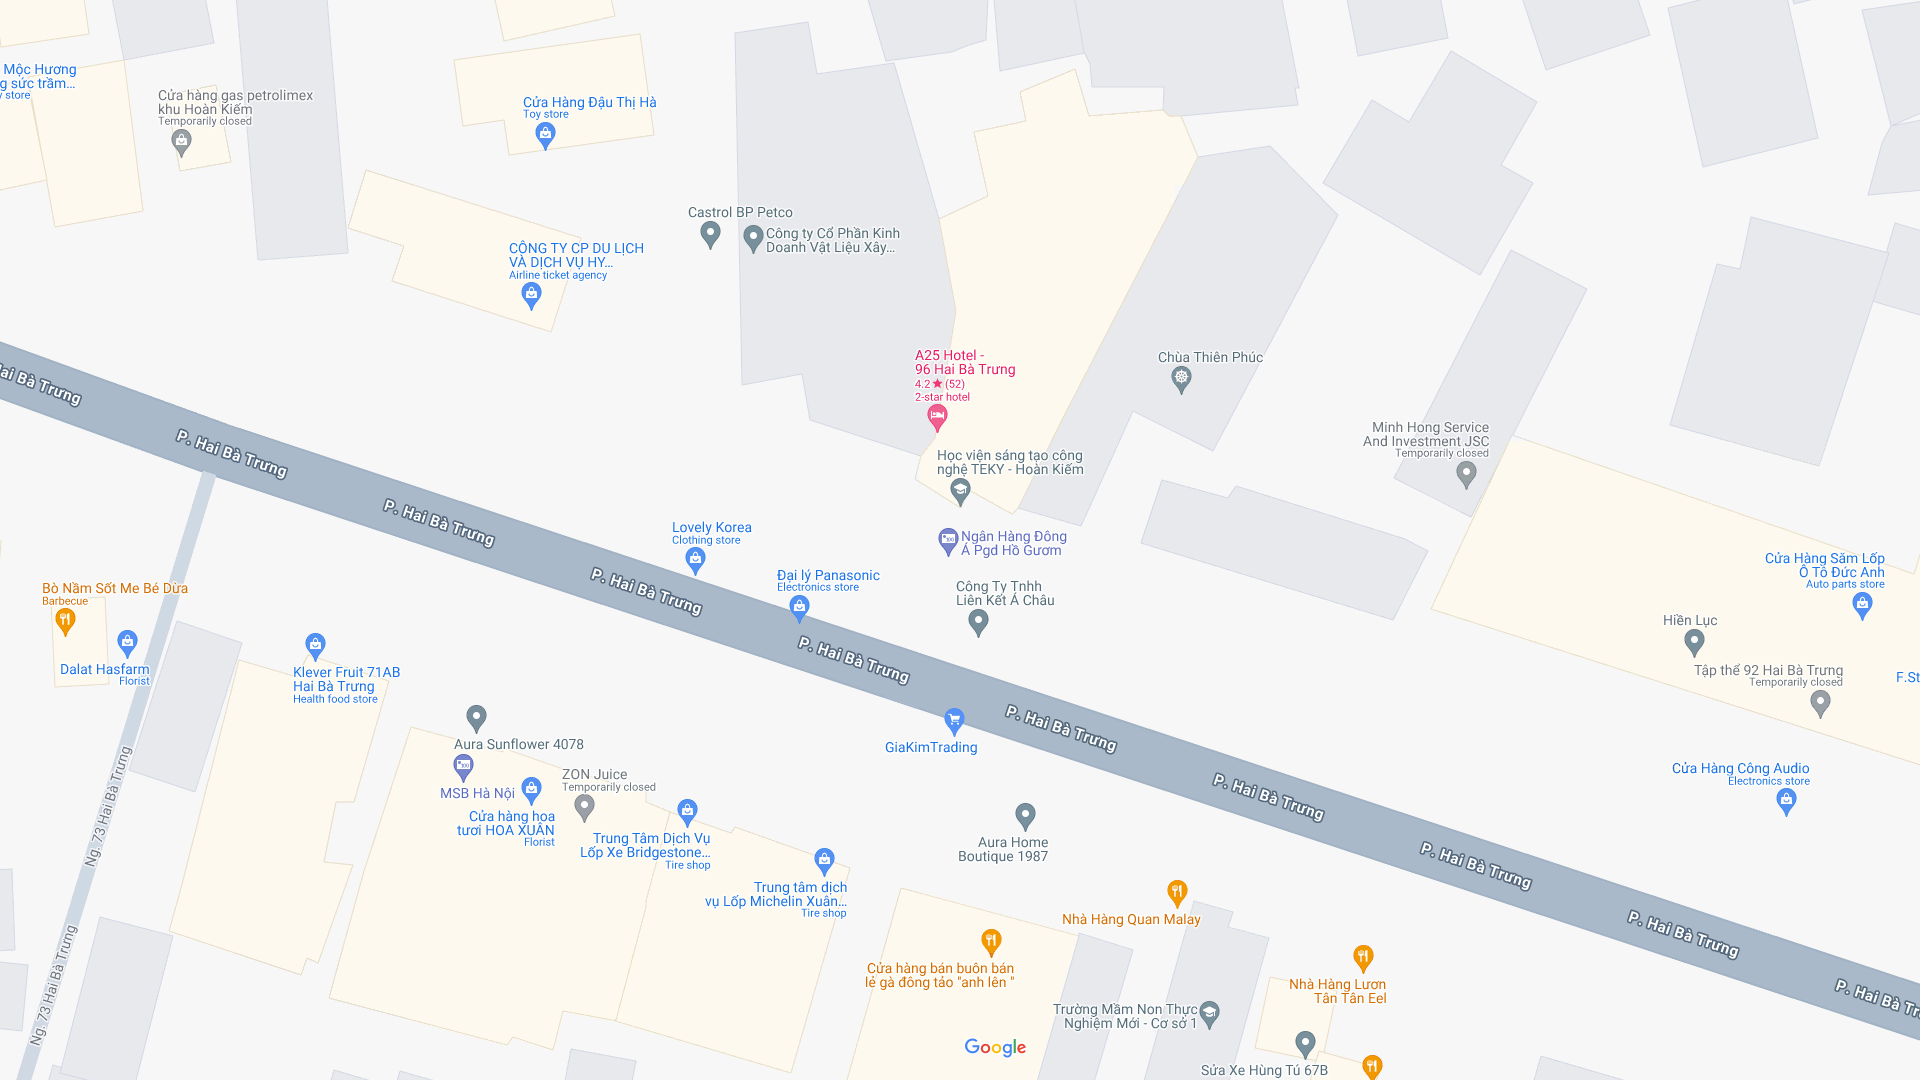 Mộc Hương
g sức trầm...
y store
Cửa hàng gas petrolimex
khu Hoàn Kiếm
Temporarily closed
Cửa Hàng Đậu Thị Hà
Toy store
Castrol BP Petco
Công ty Cổ Phần Kinh
Doanh Vật Liệu Xây...
CÔNG TY CP DU LỊCH
VÀ DỊCH VỤ HY...
Airline ticket agency
A25 Hotel -
96 Hai Bà Trưng
4.2★ (52)
2-star hotel
Chùa Thiên Phúc
Học viện sáng tạo công
nghệ TEKY - Hoàn Kiếm
Minh Hong Service
And Investment JSC
Temporarily closed
Hai Bà Trưng
P. Hai Bà Trưng
P. Hai Bà Trưng
P. Hai Bà Trưng
P. Hai Bà Trưng
P. Hai Bà Trưng
P. Hai Bà Trưng
P. Hai Bà Trưng
P. Hai Bà Trưng
P. Hai Bà Trư
Lovely Korea
Clothing store
Ngân Hàng Đông
Á Pgd Hồ Gươm
Đại lý Panasonic
Electronics store
Công Ty Tnhh
Liên Kết Á Châu
Cửa Hàng Săm Lốp
Ô Tô Đức Anh
Auto parts store
Hiền Lục
Tập thể 92 Hai Bà Trưng
Temporarily closed
F.St
Bò Nầm Sốt Me Bé Dừa
Barbecue
Dalat Hasfarm
Florist
Klever Fruit 71AB
Hai Bà Trưng
Health food store
Aura Sunflower 4078
MSB Hà Nội
ZON Juice
Temporarily closed
Cửa hàng hoa
tươi HOA XUÂN
Florist
Trung Tâm Dịch Vụ
Lốp Xe Bridgestone...
Tire shop
Trung tâm dịch
vụ Lốp Michelin Xuân...
Tire shop
GiaKimTrading
Cửa Hàng Công Audio
Electronics store
Aura Home
Boutique 1987
Nhà Hàng Quan Malay
Cửa hàng bán buôn bán
lẻ gà đông tảo "anh lên "
Nhà Hàng Lươn
Tân Tân Eel
Trường Mầm Non Thực
Nghiệm Mới - Cơ sở 1
Sửa Xe Hùng Tú 67B
Ng. 73 Hai Bà Trưng
Ng. 73 Hai Bà Trưng
Google